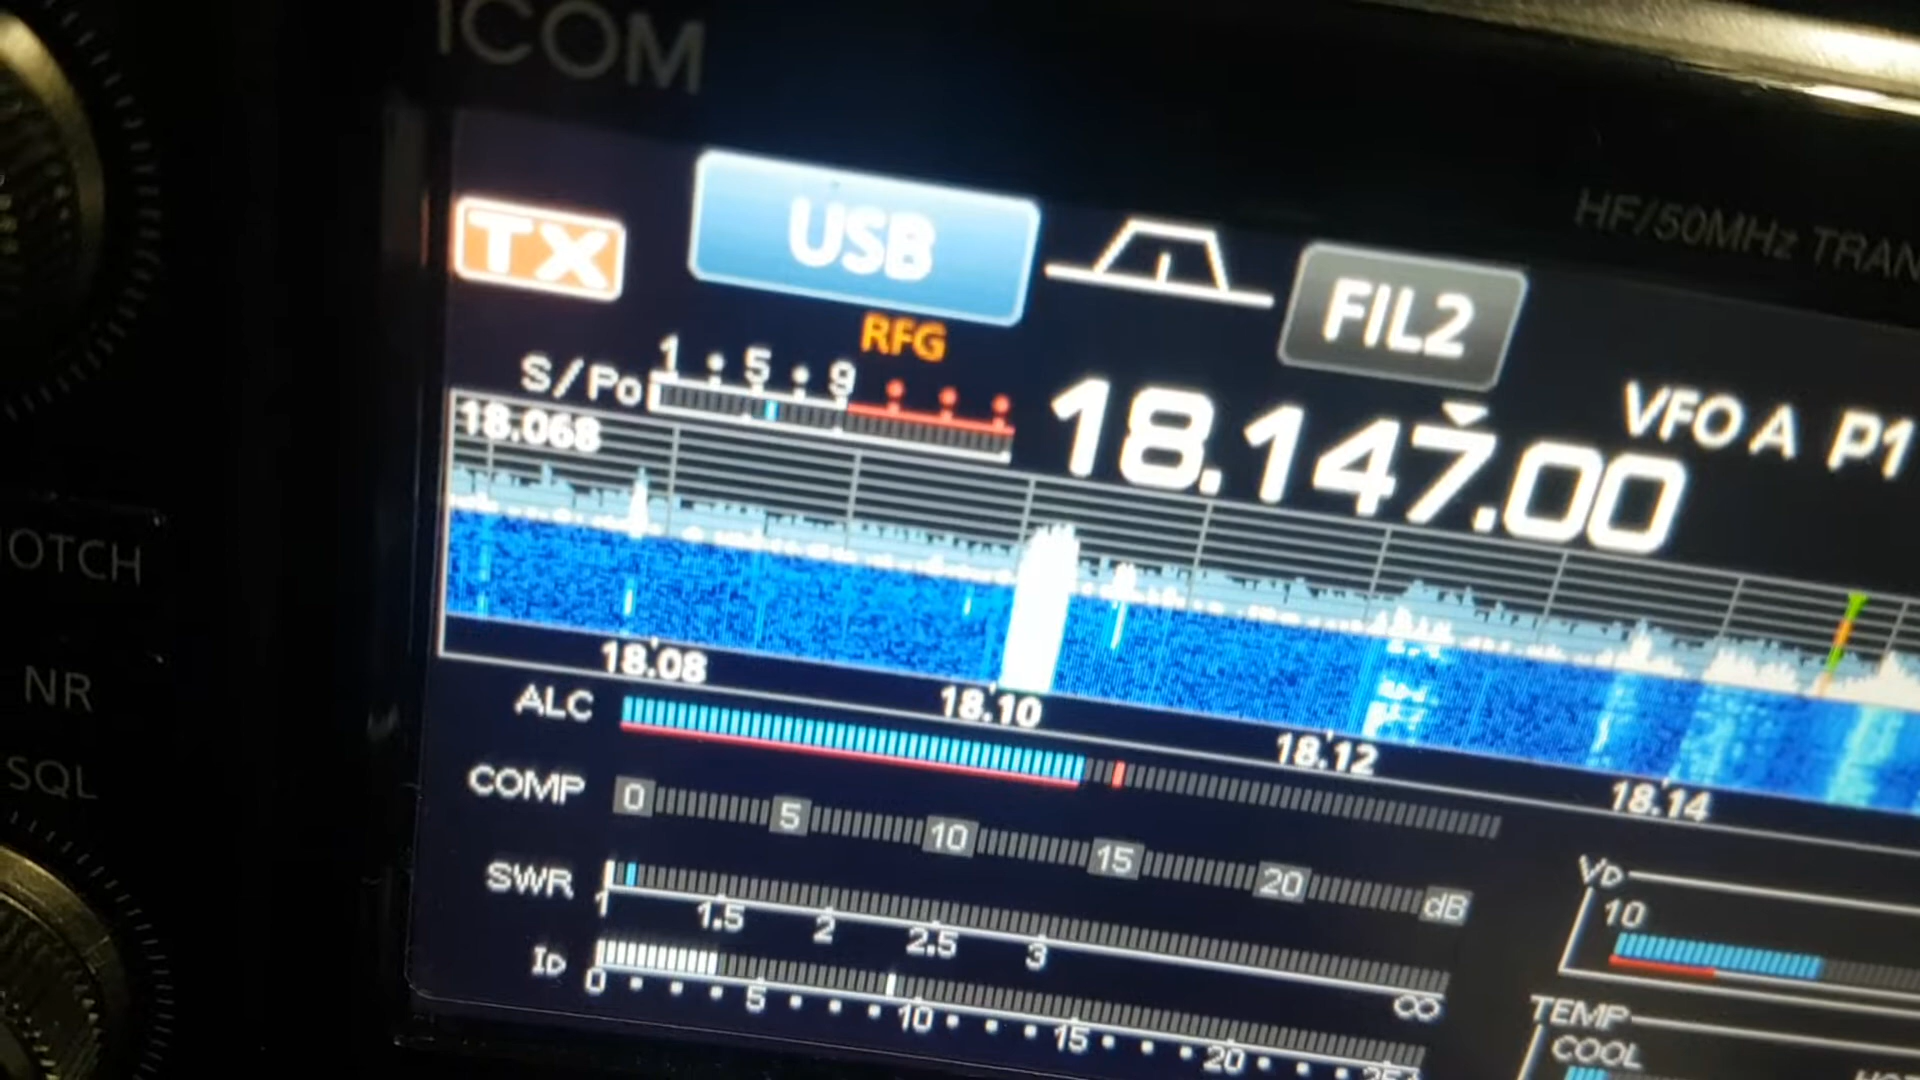 ICOM
HF/50MHz TRAN
TX
USB
FIL2
RFG
S/Po 1 5 9
18.147.00
VFO A P1
18.068
18.08 18.10 18.12 18.14
NOTCH
NR
SQL
ALC
COMP 0 5 10 15 20 dB
SWR 1 1.5 2 2.5 3 ∞
ID 0 5 10 15 20 25A
VD
10
TEMP
COOL